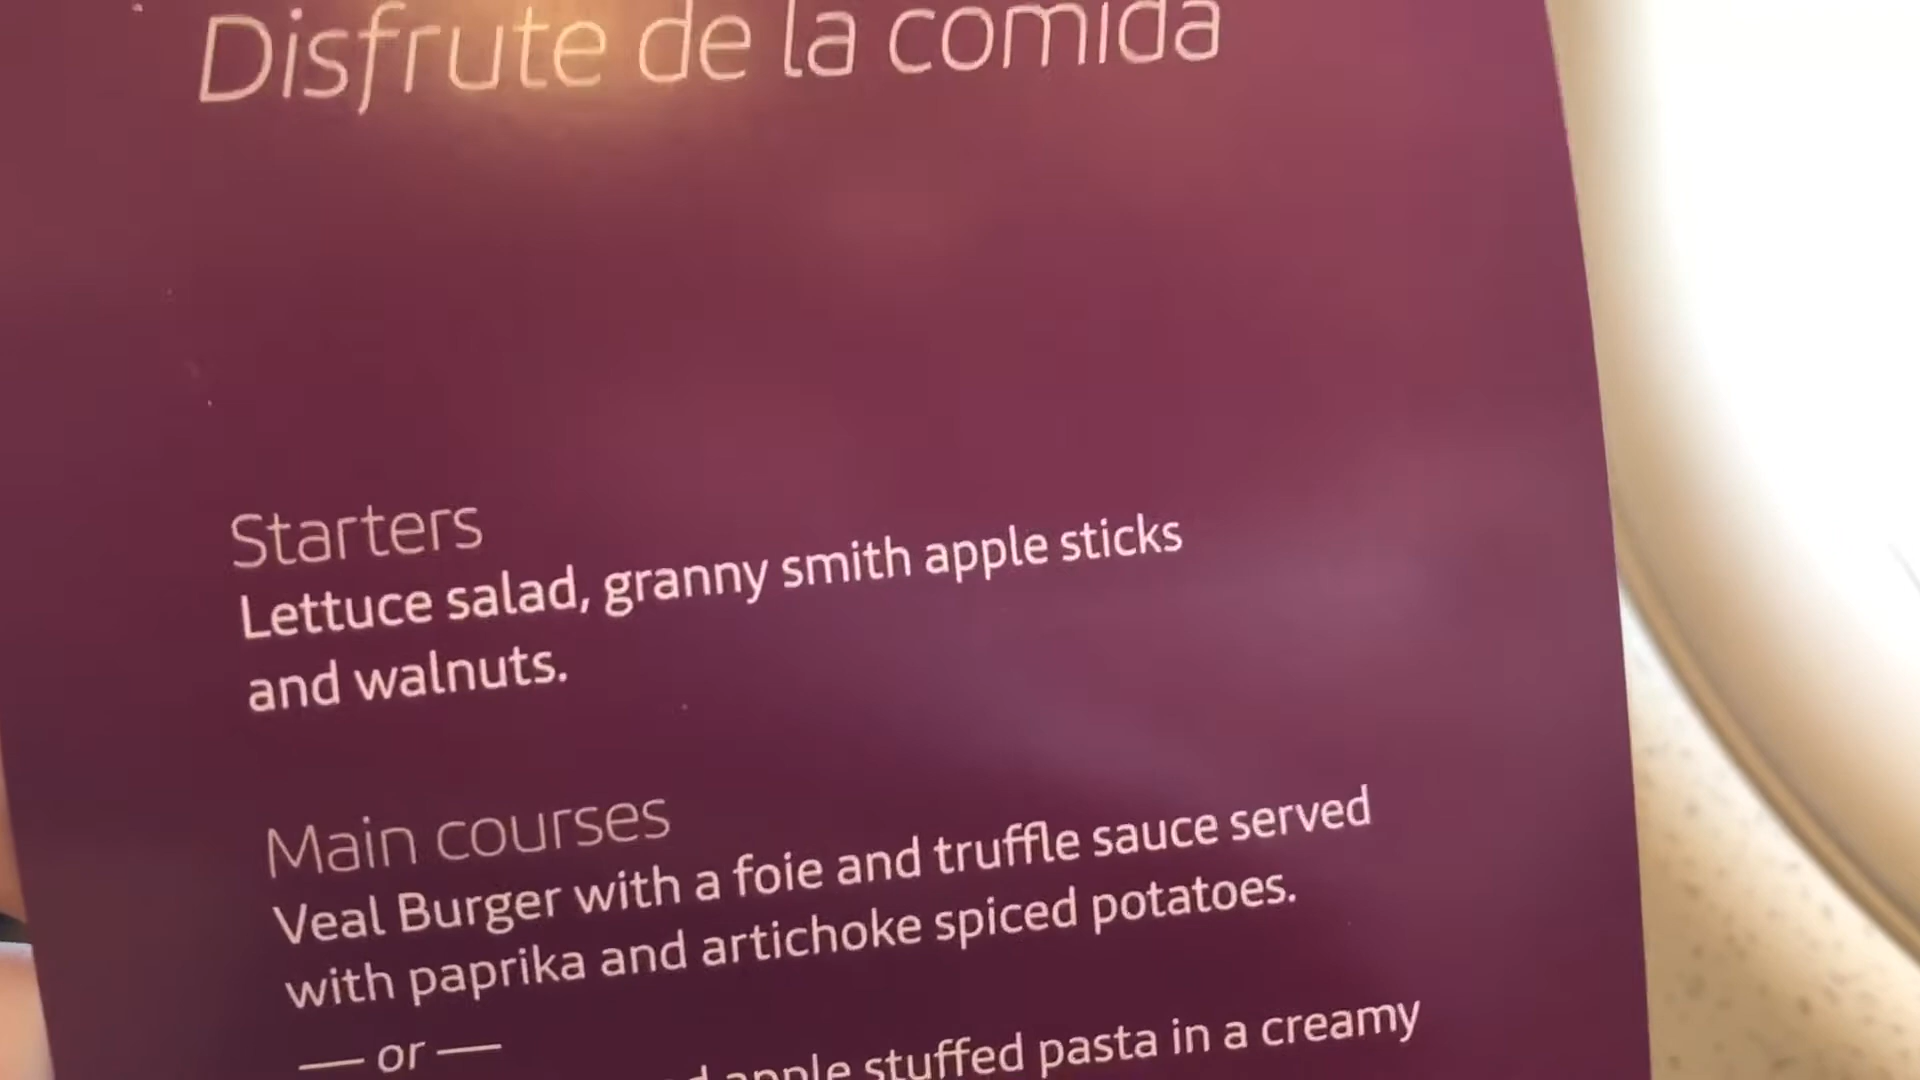 Disfrute de la comida
Starters
Lettuce salad, granny smith apple sticks
and walnuts.
Main courses
Veal Burger with a foie and truffle sauce served
with paprika and artichoke spiced potatoes.
— or —
apple stuffed pasta in a creamy